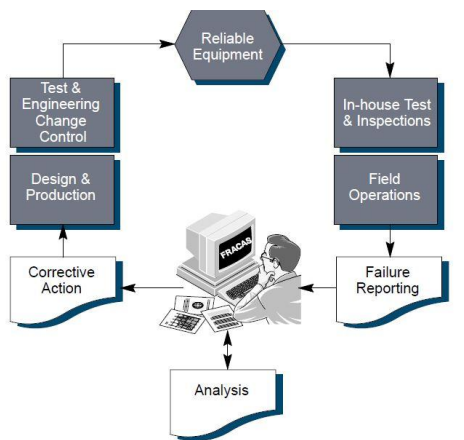 Reliable
Equipment
Test &
Engineering
Change
Control
In-house Test
& Inspections
Design &
Production
Field
Operations
FRACAS
Corrective
Action
Failure
Reporting
Analysis